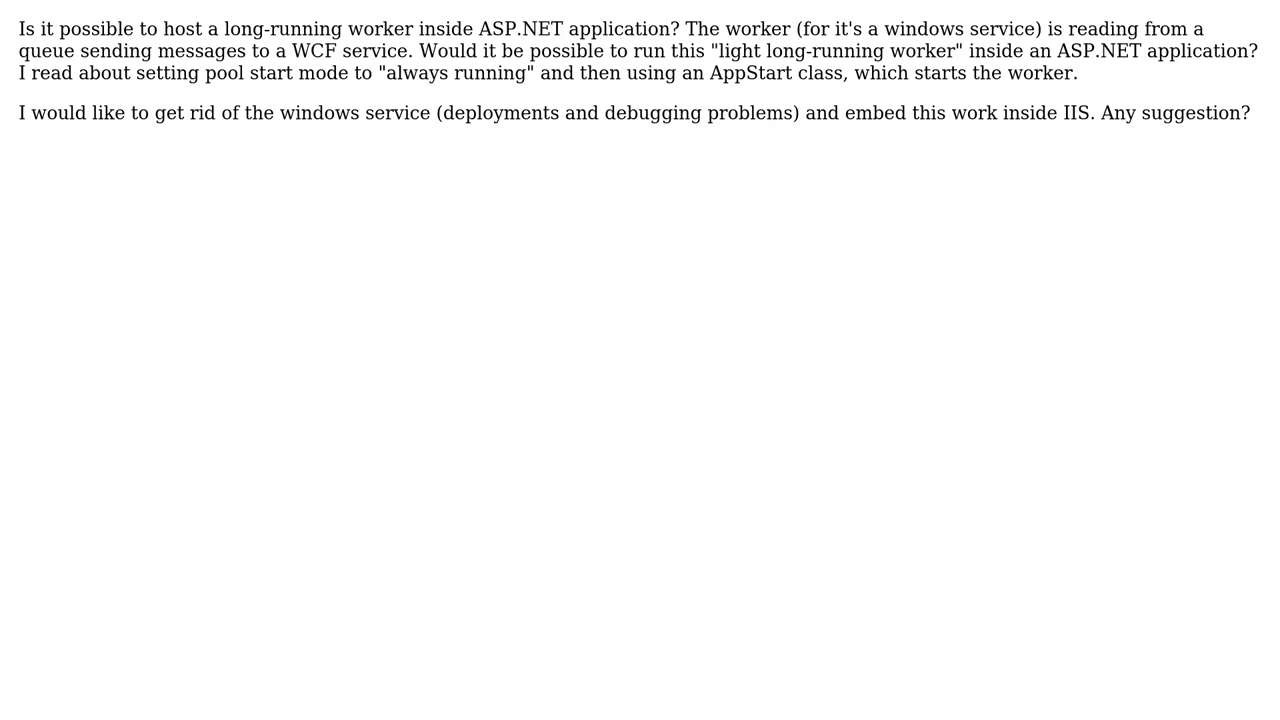 Is it possible to host a long-running worker inside ASP.NET application? The worker (for it's a windows service) is reading from a
queue sending messages to a WCF service. Would it be possible to run this "light long-running worker" inside an ASP.NET application?
I read about setting pool start mode to "always running" and then using an AppStart class, which starts the worker.
I would like to get rid of the windows service (deployments and debugging problems) and embed this work inside IIS. Any suggestion?